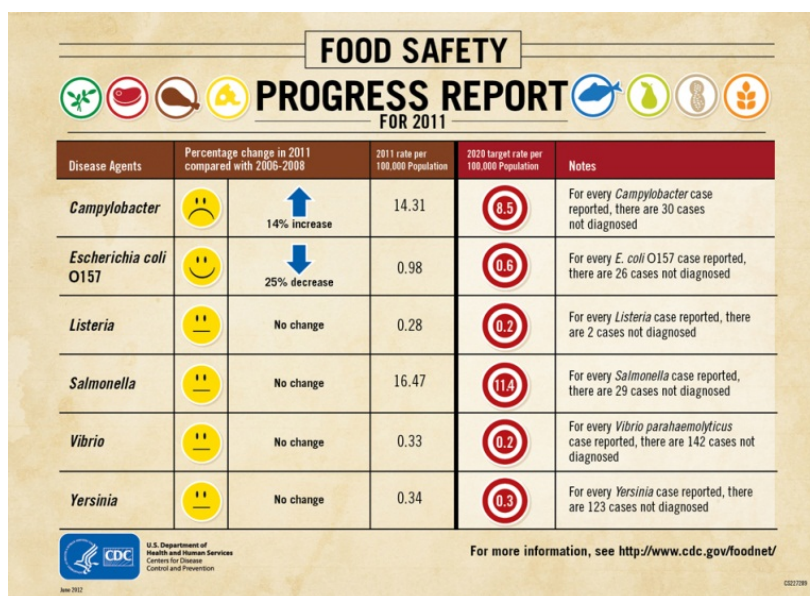 FOOD SAFETY
PROGRESS REPORT
FOR 2011
Disease Agents
Percentage change in 2011
compared with 2006-2008
2011 rate per
100,000 Population
2020 target rate per
100,000 Population
Notes
Campylobacter
14% increase
14.31
8.5
For every Campylobacter case
reported, there are 30 cases
not diagnosed
Escherichia coli
O157
25% decrease
0.98
0.6
For every E. coli O157 case reported,
there are 26 cases not diagnosed
Listeria
No change
0.28
0.2
For every Listeria case reported, there
are 2 cases not diagnosed
Salmonella
No change
16.47
11.4
For every Salmonella case reported,
there are 29 cases not diagnosed
Vibrio
No change
0.33
0.2
For every Vibrio parahaemolyticus
case reported, there are 142 cases not
diagnosed
Yersinia
No change
0.34
0.3
For every Yersinia case reported, there
are 123 cases not diagnosed
CDC
U.S. Department of
Health and Human Services
Centers for Disease
Control and Prevention
For more information, see http://www.cdc.gov/foodnet/
June 2012